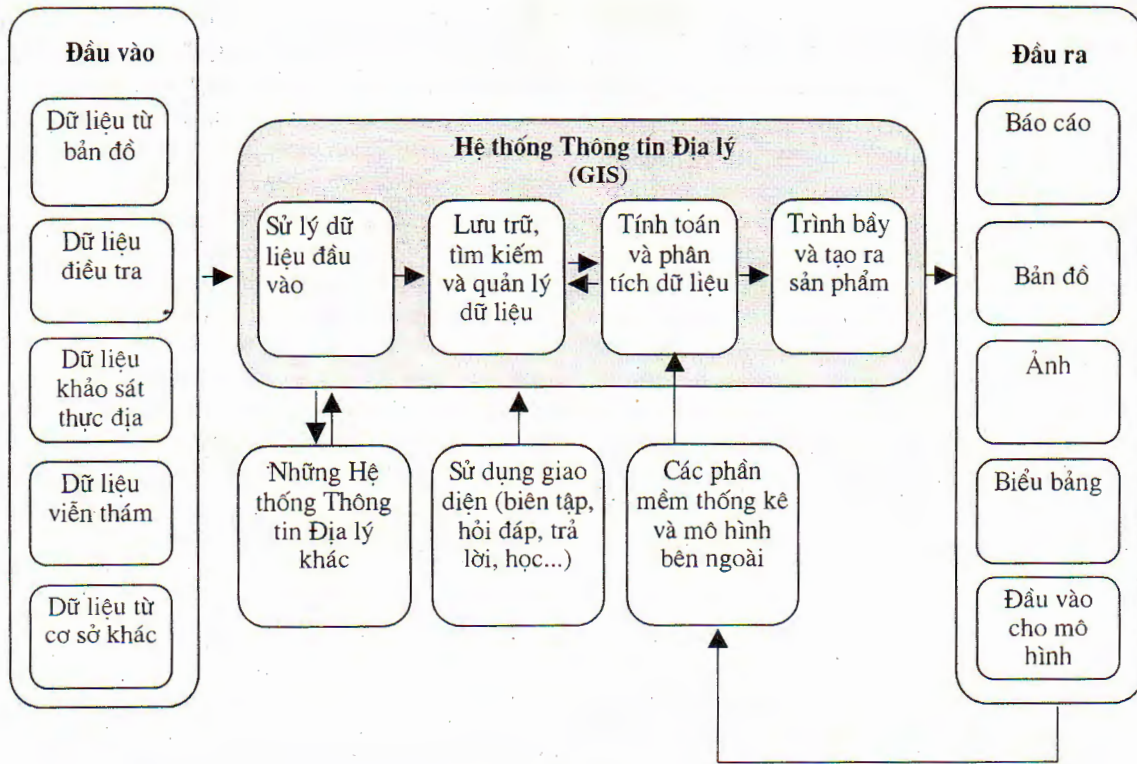 Đầu vào
Dữ liệu từ
bản đồ
Dữ liệu
điều tra
Dữ liệu
khảo sát
thực địa
Dữ liệu
viễn thám
Dữ liệu từ
cơ sở khác
Hệ thống Thông tin Địa lý
(GIS)
Sử lý dữ
liệu đầu
vào
Lưu trữ,
tìm kiếm
và quản lý
dữ liệu
Tính toán
và phân
tích dữ liệu
Trình bầy
và tạo ra
sản phẩm
Những Hệ
thống Thông
tin Địa lý
khác
Sử dụng giao
diện (biên tập,
hỏi đáp, trả
lời, học...)
Các phần
mềm thống kê
và mô hình
bên ngoài
Đầu ra
Báo cáo
Bản đồ
Ảnh
Biểu bảng
Đầu vào
cho mô
hình